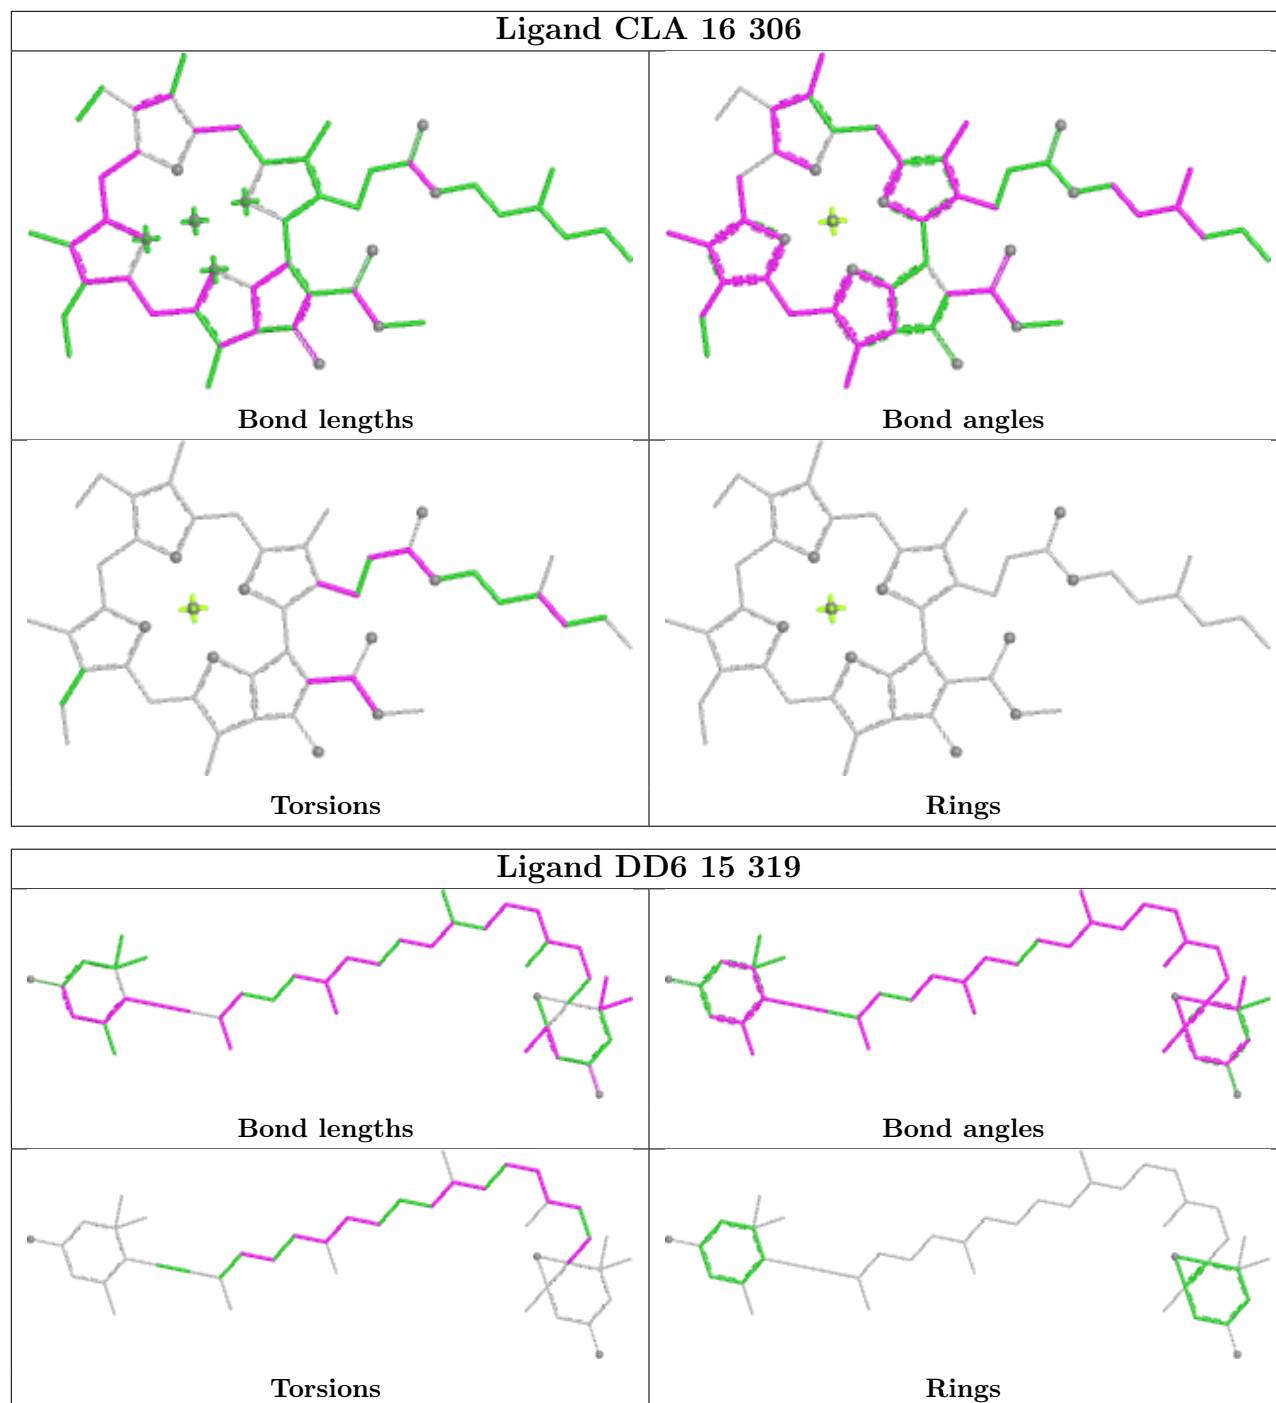 Ligand CLA 16 306
Bond lengths
Bond angles
Torsions
Rings
Ligand DD6 15 319
Bond lengths
Bond angles
Torsions
Rings